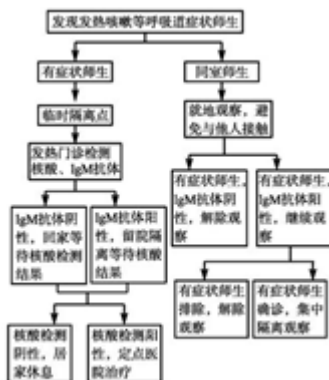 发现发热咳嗽等呼吸道症状师生
有症状师生
同室师生
临时隔离点
就地观察，避
免与他人接触
发热门诊检测
核酸、IgM抗体
IgM抗体阴
性，回家等
待核酸检测
结果
IgM抗体阳
性，留院隔
离等待核酸
结果
有症状师生，
IgM抗体阴
性，解除观
察
有症状师生，
IgM抗体阳
性，继续观
察
核酸检测
阴性，居
家休息
核酸检测阳
性，定点医
院治疗
有症状师生
排除，解除
观察
有症状师生
确诊，集中
隔离观察